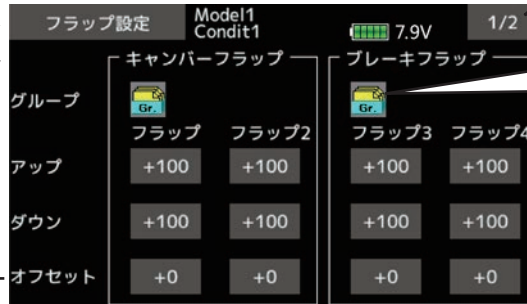 フラップ設定 Model1 Condit1 7.9V 1/2
キャンバーフラップ ブレーキフラップ
グループ Gr. Gr.
フラップ フラップ2 フラップ3 フラップ4
アップ +100 +100 +100 +100
ダウン +100 +100 +100 +100
オフセット +0 +0 +0 +0